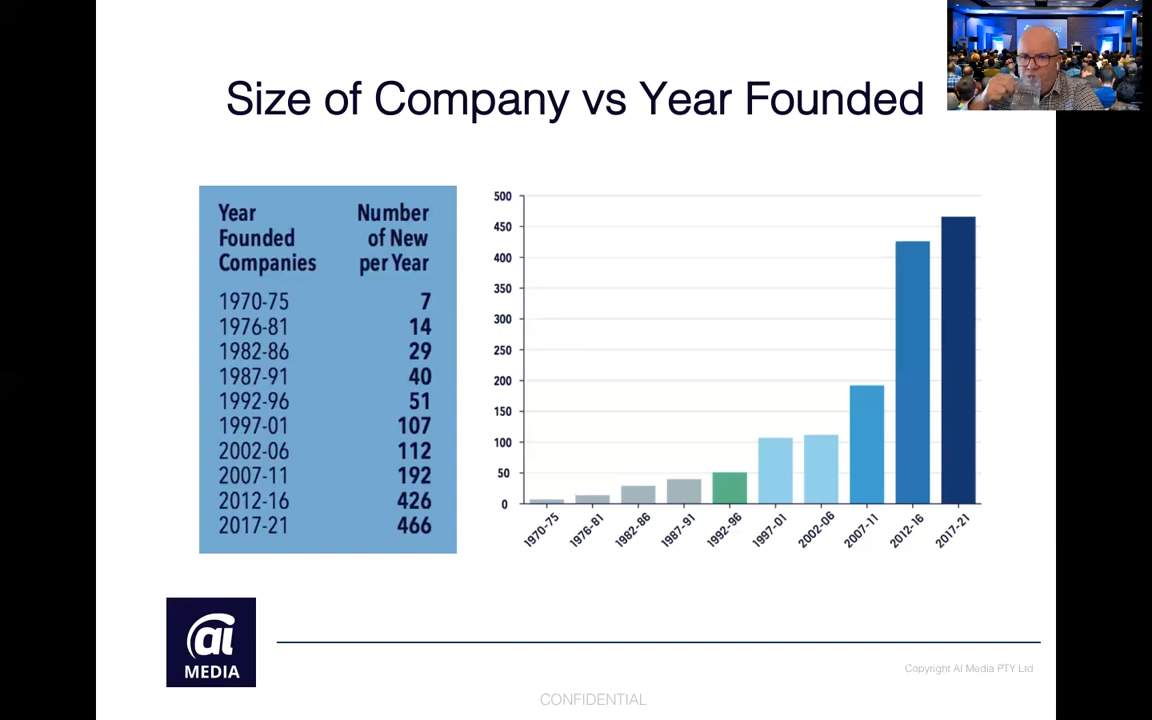 Size of Company vs Year Founded
Year Number
Founded of New
Companies per Year
1970-75 7
1976-81 14
1982-86 29
1987-91 40
1992-96 51
1997-01 107
2002-06 112
2007-11 192
2012-16 426
2017-21 466
500
450
400
350
300
250
200
150
100
50
0
1970-75 1976-81 1982-86 1987-91 1992-96 1997-01 2002-06 2007-11 2012-16 2017-21
ai
MEDIA
Copyright AI Media PTY Ltd
CONFIDENTIAL